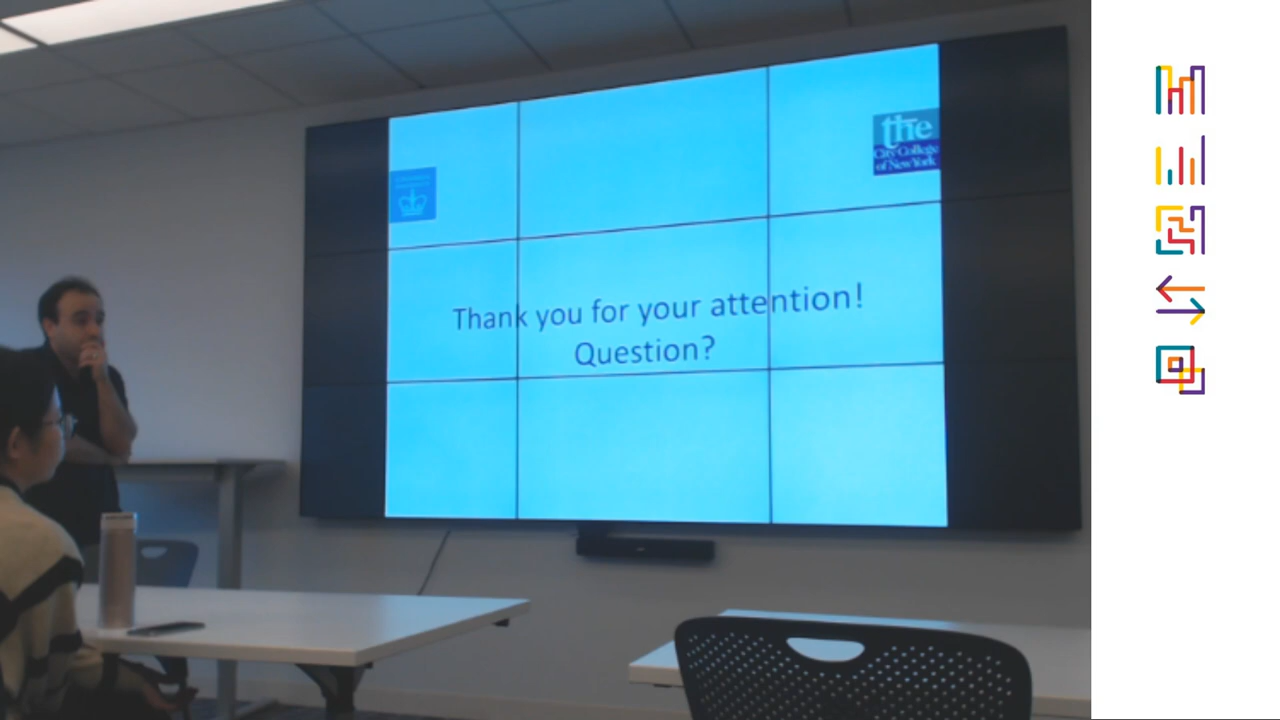 the
City College
of New York
Thank you for your attention!
Question?